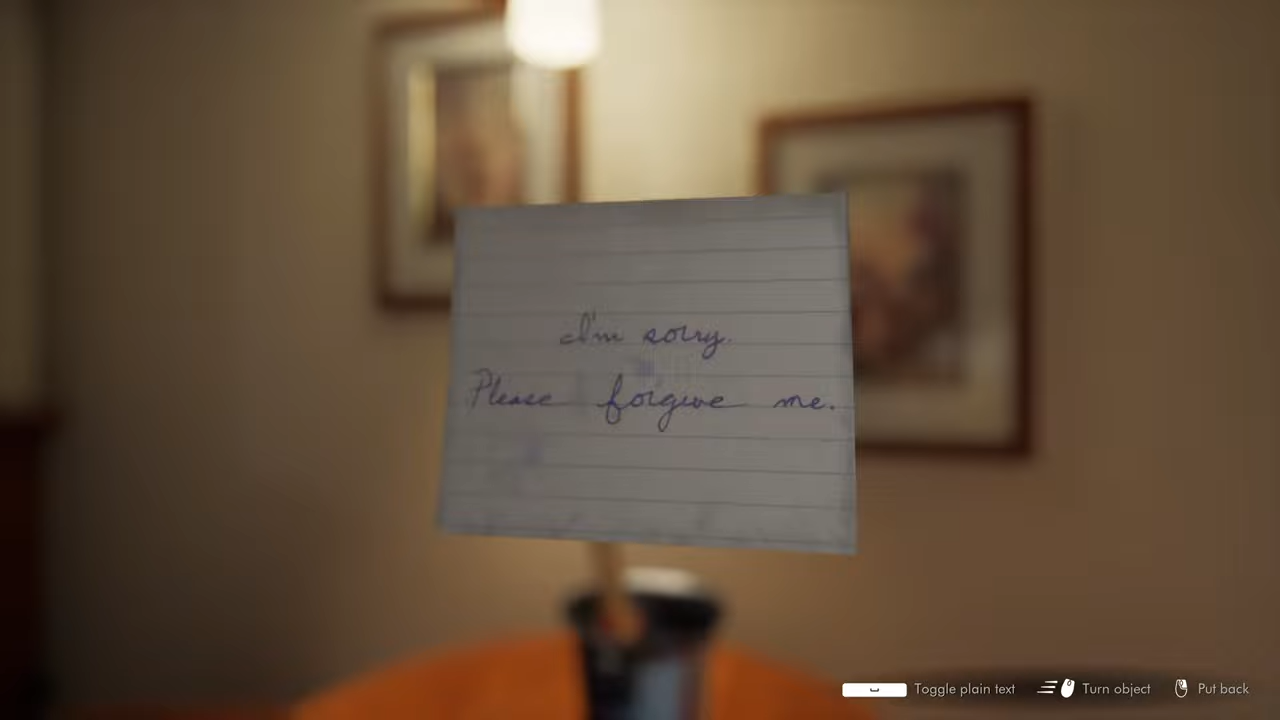 I'm sorry.
Please forgive me.
Toggle plain text
Turn object
Put back